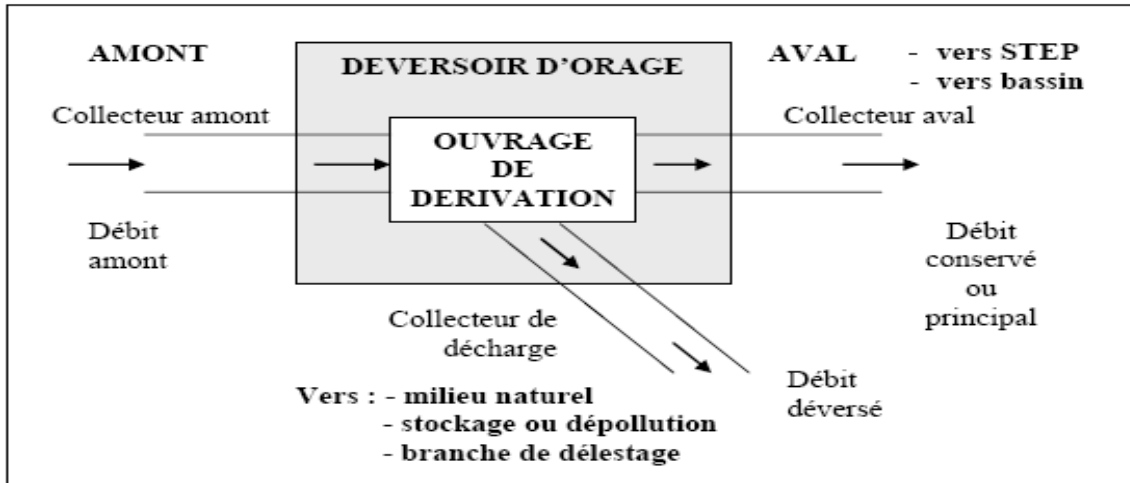 AMONT
DEVERSOIR D'ORAGE
AVAL - vers STEP
- vers bassin
Collecteur amont
Collecteur aval
OUVRAGE
DE
DERIVATION
Débit
amont
Débit
conservé
ou
principal
Collecteur de
décharge
Débit
déversé
Vers : - milieu naturel
- stockage ou dépollution
- branche de délestage